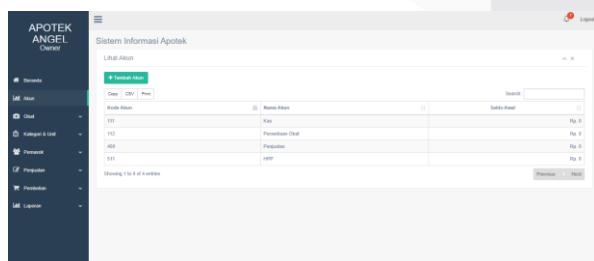 APOTEK
ANGEL
Owner
Logout
Sistem Informasi Apotek
Lihat Akun
+ Tambah Akun
Copy CSV Print
Search:
Kode Akun Nama Akun Saldo Awal
111 Kas Rp. 0
112 Persediaan Obat Rp. 0
Penjualan Rp. 0
511 HPP Rp. 0
Showing 1 to 4 of 4 entries
Previous Next
Beranda
Akun
Obat
Kategori & Unit
Pemasok
Penjualan
Pembelian
Laporan